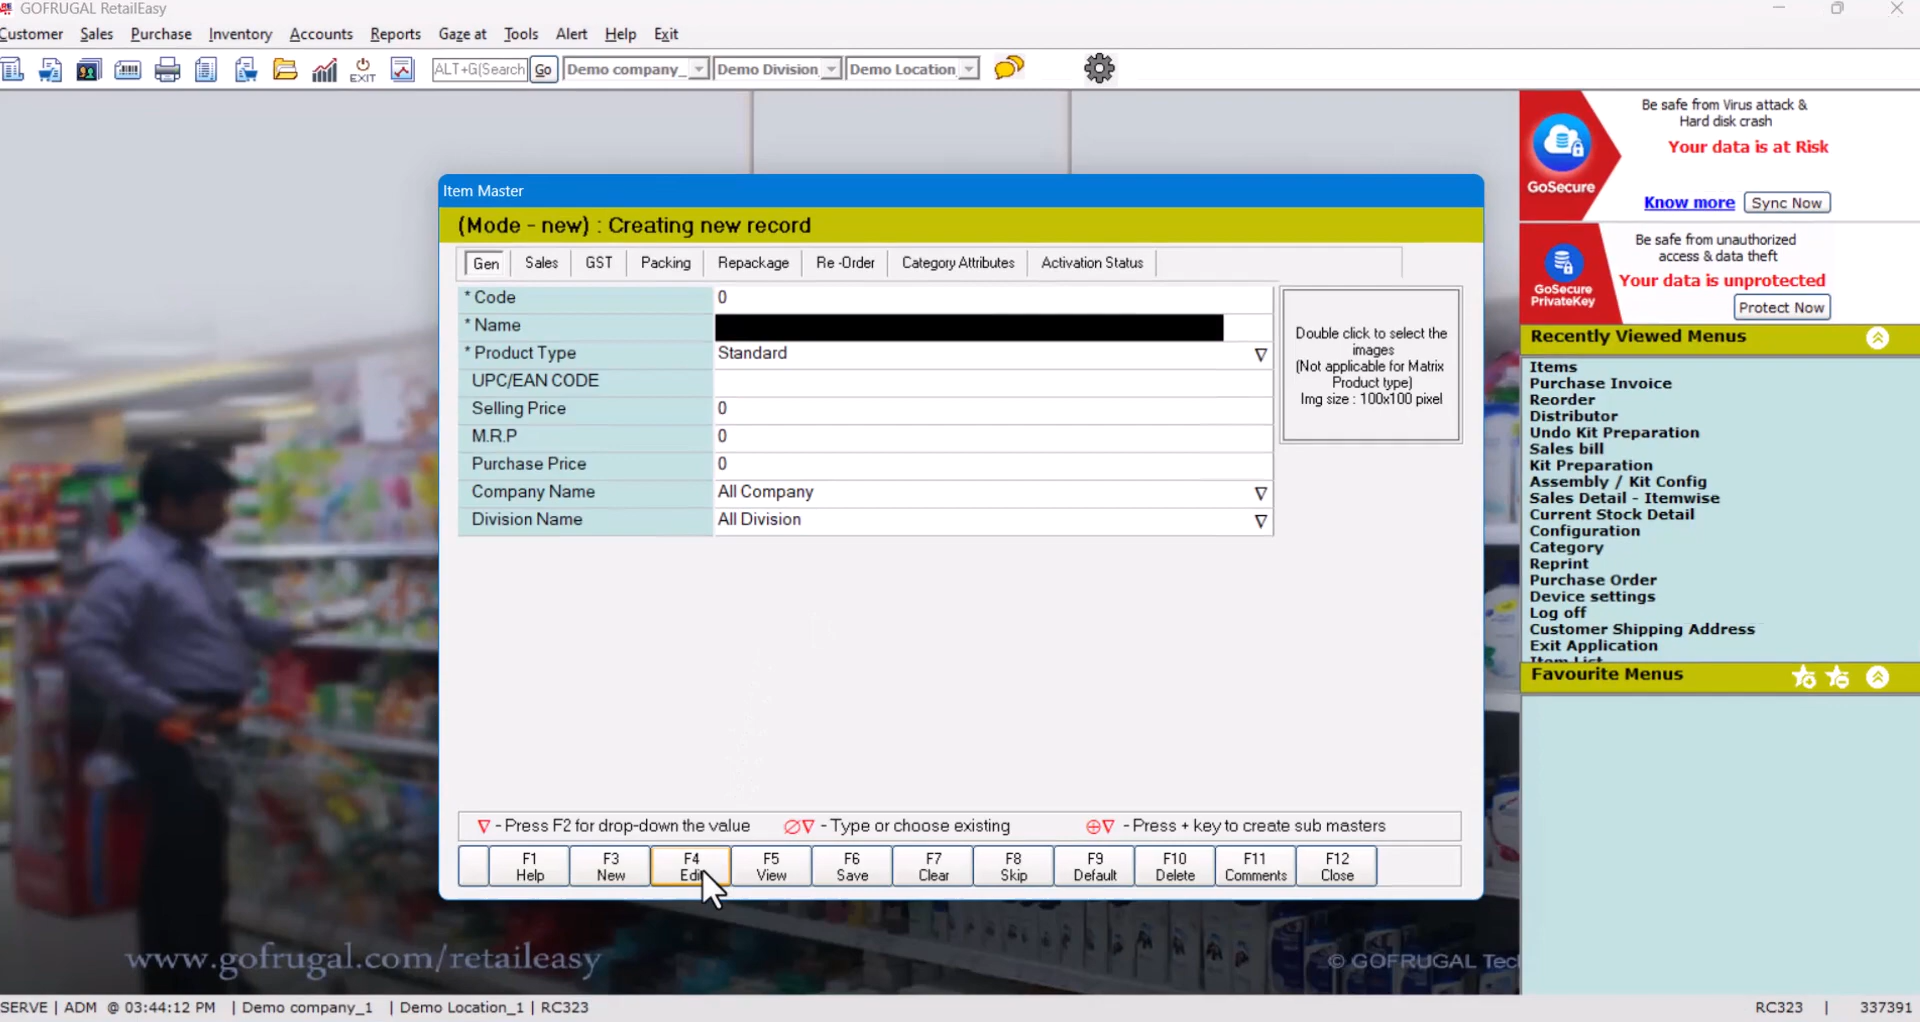 GOFRUGAL RetailEasy
Customer Sales Purchase Inventory Accounts Reports Gaze at Tools Alert Help Exit
EXIT ALT+G(Search Go Demo company_ Demo Division Demo Location
Be safe from Virus attack &
Hard disk crash
Your data is at Risk
GoSecure
Know more Sync Now
Be safe from unauthorized
access & data theft
Your data is unprotected
GoSecure
PrivateKey
Protect Now
Recently Viewed Menus
Items
Purchase Invoice
Reorder
Distributor
Undo Kit Preparation
Sales bill
Kit Preparation
Assembly / Kit Config
Sales Detail - Itemwise
Current Stock Detail
Configuration
Category
Reprint
Purchase Order
Device settings
Log off
Customer Shipping Address
Exit Application
Item List
Favourite Menus
Item Master
(Mode - new) : Creating new record
Gen Sales GST Packing Repackage Re -Order Category Attributes Activation Status
* Code 0
* Name
* Product Type Standard
UPC/EAN CODE
Selling Price 0
M.R.P 0
Purchase Price 0
Company Name All Company
Division Name All Division
Double click to select the
images
(Not applicable for Matrix
Product type)
Img size : 100x100 pixel
- Press F2 for drop-down the value - Type or choose existing - Press + key to create sub masters
F1 F3 F4 F5 F6 F7 F8 F9 F10 F11 F12
Help New Edit View Save Clear Skip Default Delete Comments Close
www.gofrugal.com/retaileasy
© GOFRUGAL Tec
SERVE | ADM @ 03:44:12 PM | Demo company_1 | Demo Location_1 | RC323
RC323 | 337391